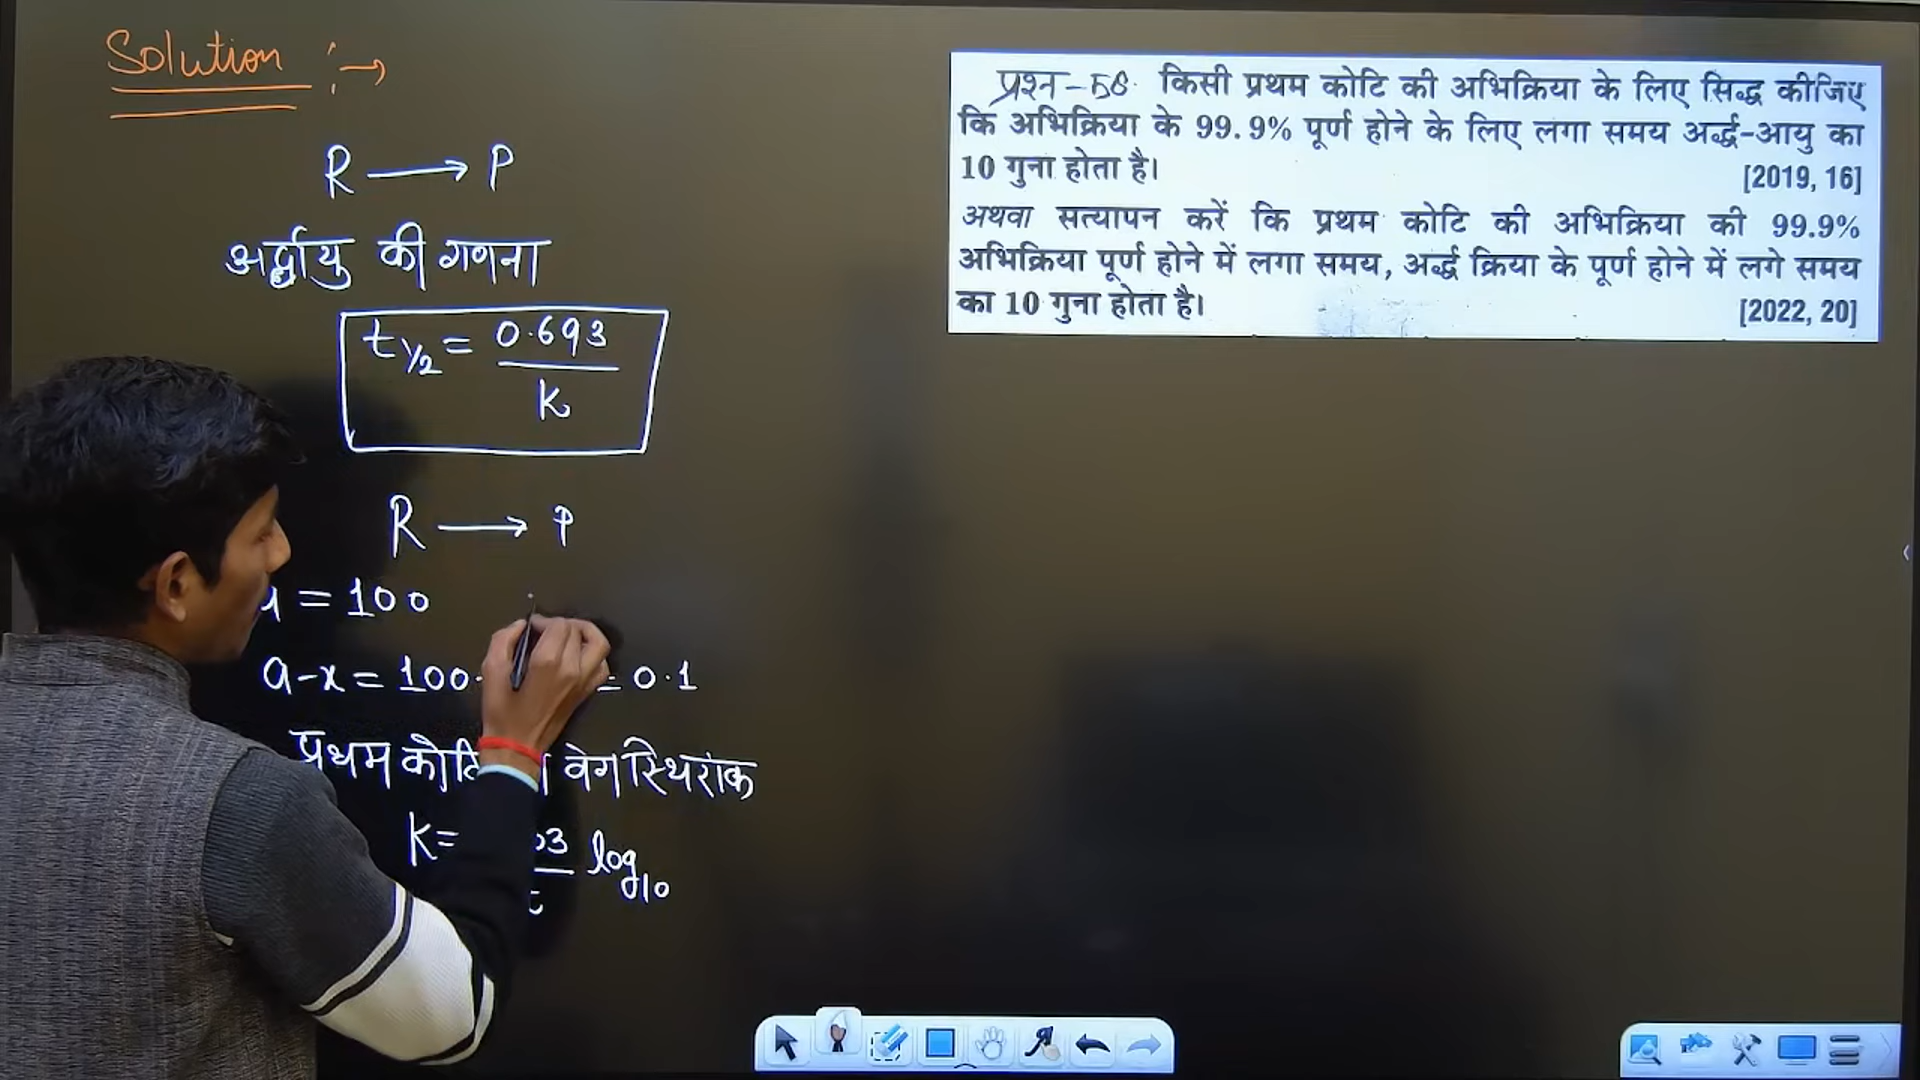 Solution :→
R → P
अर्द्धायु की गणना
t1/2 = 0.693
K
R → P
= 100
a-x = 100 = 0.1
प्रथम वेग स्थिरांक
K= log10
प्रश्न-58. किसी प्रथम कोटि की अभिक्रिया के लिए सिद्ध कीजिए
कि अभिक्रिया के 99.9% पूर्ण होने के लिए लगा समय अर्द्ध-आयु का
10 गुना होता है। [2019, 16]
अथवा सत्यापन करें कि प्रथम कोटि की अभिक्रिया की 99.9%
अभिक्रिया पूर्ण होने में लगा समय, अर्द्ध क्रिया के पूर्ण होने में लगे समय
का 10 गुना होता है। [2022, 20]